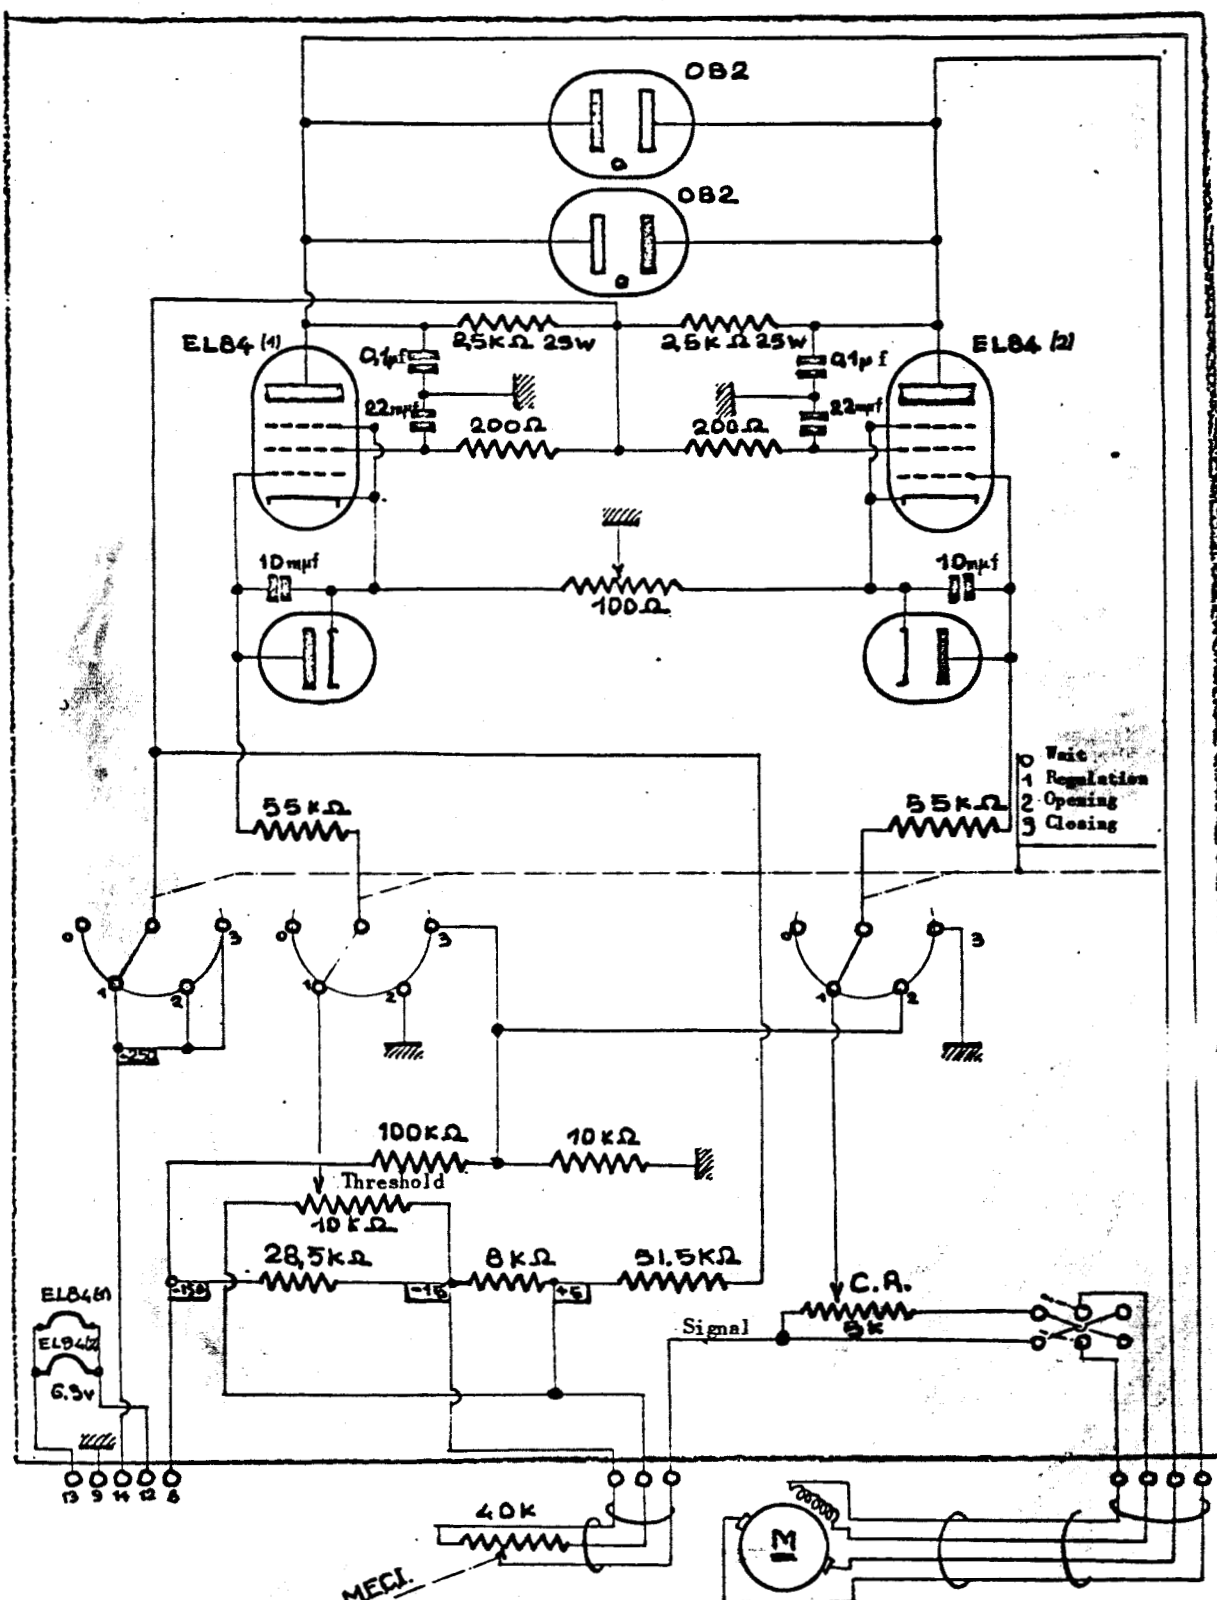 OB2
OB2
EL84 (1)
2,5KΩ 25W
2,5KΩ 25W
EL84 (2)
0,1µf
0,1µf
22mµf
22mµf
200Ω
200Ω
10mµf
10mµf
100Ω
0 Wait
1 Regulation
2 Opening
3 Closing
55KΩ
55KΩ
0
3
0
3
0
3
1
2
1
2
1
2
+250
100KΩ
10KΩ
Threshold
10KΩ
28,5KΩ
8KΩ
51.5KΩ
-150
-15
+5
C.A.
5K
Signal
EL84(1)
EL84(2)
6.3v
13
9
14
12
8
40K
M
MECI.